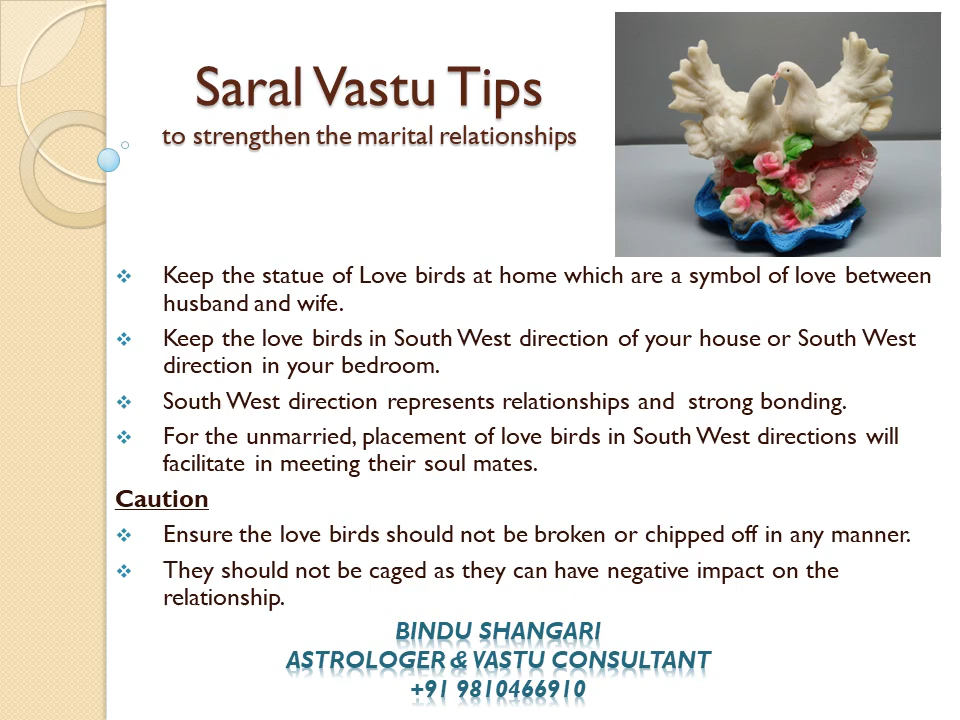 Saral Vastu Tips
to strengthen the marital relationships
❖ Keep the statue of Love birds at home which are a symbol of love between
husband and wife.
❖ Keep the love birds in South West direction of your house or South West
direction in your bedroom.
❖ South West direction represents relationships and  strong bonding.
❖ For the unmarried, placement of love birds in South West directions will
facilitate in meeting their soul mates.
Caution
❖ Ensure the love birds should not be broken or chipped off in any manner.
❖ They should not be caged as they can have negative impact on the
relationship.
BINDU SHANGARI
ASTROLOGER & VASTU CONSULTANT
+91 9810466910